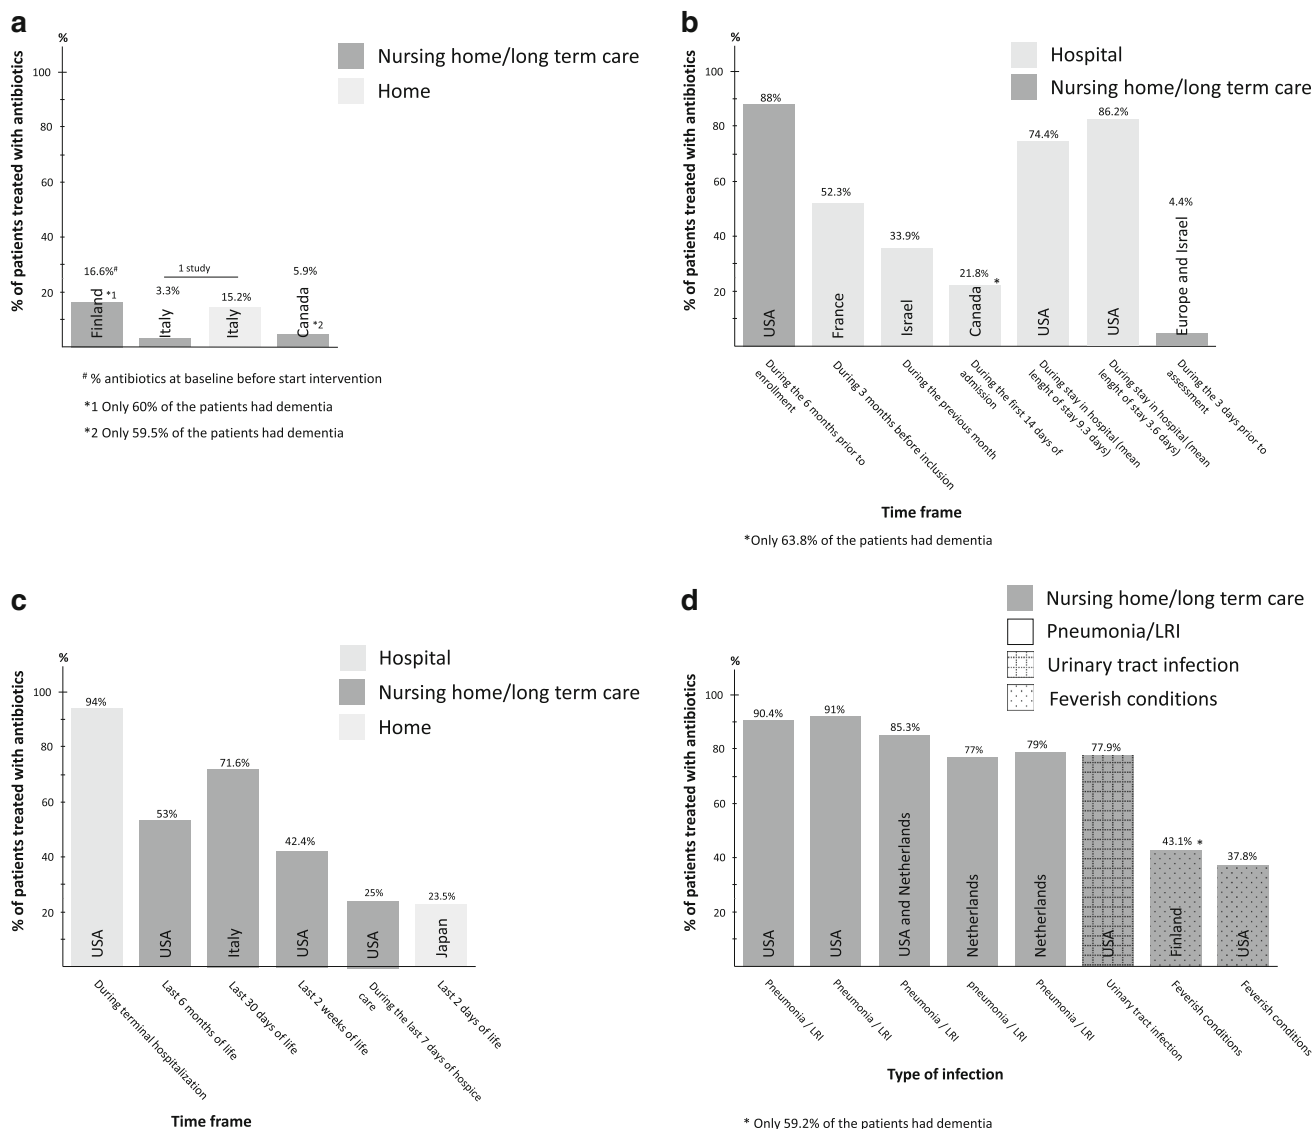 a
%
% of patients treated with antibiotics
100
80
60
40
20
Nursing home/long term care
Home
16.6%#
Finland
*1
1 study
3.3%
Italy
15.2%
Italy
5.9%
Canada
*2
# % antibiotics at baseline before start intervention
*1 Only 60% of the patients had dementia
*2 Only 59.5% of the patients had dementia
b
%
% of patients treated with antibiotics
100
80
60
40
20
Hospital
Nursing home/long term care
88%
USA
52.3%
France
33.9%
Israel
21.8%
*
Canada
74.4%
USA
86.2%
USA
4.4%
Europe and Israel
During the 6 months prior to
enrollment
During 3 months before inclusion
During the previous month
During the first 14 days of
admission
During stay in hospital (mean
lenght of stay 9.3 days)
During stay in hospital (mean
lenght of stay 3.6 days)
During the 3 days prior to
assessment
Time frame
*Only 63.8% of the patients had dementia
c
%
% of patients treated with antibiotics
100
80
60
40
20
Hospital
Nursing home/long term care
Home
94%
USA
53%
USA
71.6%
Italy
42.4%
USA
25%
USA
23.5%
Japan
During terminal hospitalization
Last 6 months of life
Last 30 days of life
Last 2 weeks of life
During the last 7 days of hospice
care
Last 2 days of life
Time frame
d
%
% of patients treated with antibiotics
100
80
60
40
20
Nursing home/long term care
Pneumonia/LRI
Urinary tract infection
Feverish conditions
90.4%
USA
91%
USA
85.3%
USA and Netherlands
77%
Netherlands
79%
Netherlands
77.9%
USA
43.1% *
Finland
37.8%
USA
Pneumonia / LRI
Pneumonia / LRI
Pneumonia / LRI
pneumonia / LRI
Pneumonia / LRI
Urinary tract infection
Feverish conditions
Feverish conditions
Type of infection
* Only 59.2% of the patients had dementia